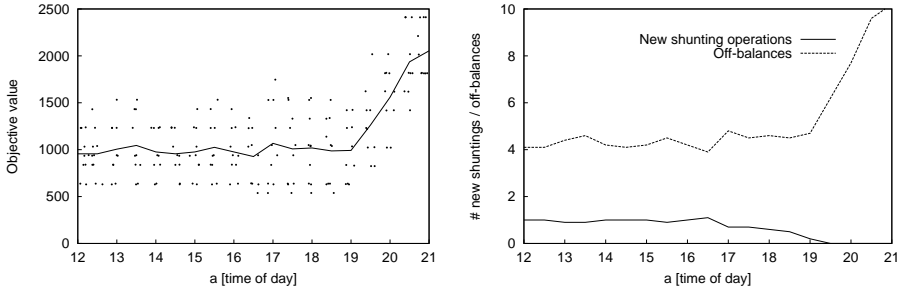 2500
2000
1500
1000
500
0
Objective value
12 13 14 15 16 17 18 19 20 21
a [time of day]
10
8
6
4
2
0
# new shuntings / off-balances
New shunting operations
Off-balances
12 13 14 15 16 17 18 19 20 21
a [time of day]